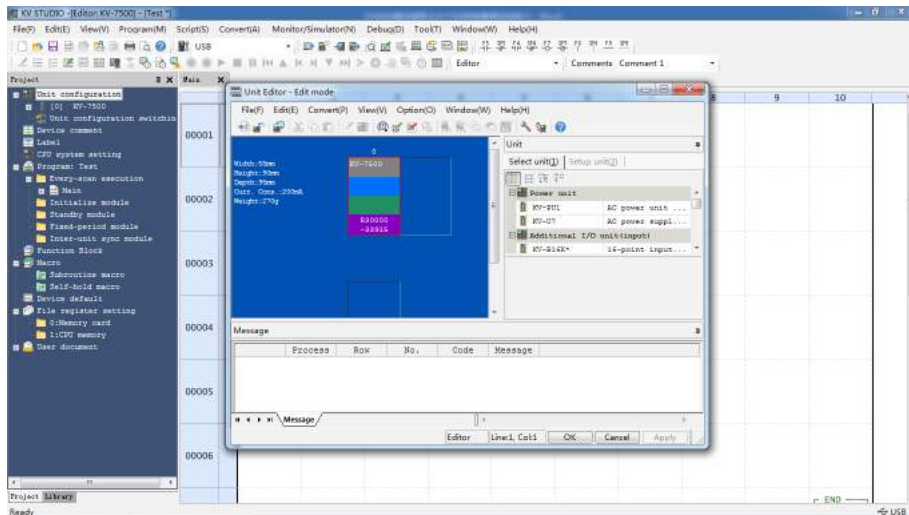 KV STUDIO -[Editor: KV-7500] - [Test *]
File(F) Edit(E) View(V) Program(M) Script(S) Convert(A) Monitor/Simulator(N) Debug(D) Tool(T) Window(W) Help(H)
USB
Editor
Comments Comment 1
Project
Unit configuration
[0] KV-7500
Unit configuration switchin
Device comment
Label
CPU system setting
Program: Test
Every-scan execution
Main
Initialize module
Standby module
Fixed-period module
Inter-unit sync module
Function Block
Macro
Subroutine macro
Self-hold macro
Device default
File register setting
0:Memory card
1:CPU memory
User document
Project Library
Ready
Main
8 9 10
00001
00002
00003
00004
00005
00006
END
USB
Unit Editor - Edit mode
File(F) Edit(E) Convert(P) View(V) Option(O) Window(W) Help(H)
Width:55mm
Height:90mm
Depth:95mm
Curr. Cons.:200mA
Weight:270g
0
KV-7500
R30000
-33915
Unit
Select unit(1) Setup unit(2)
Power unit
KV-PU1 AC power unit ...
KV-U7 AC power suppl...
Additional I/O unit(input)
KV-B16X* 16-point input...
Message
Process Row No. Code Message
Message
Editor Line:1, Col:1 OK Cancel Apply